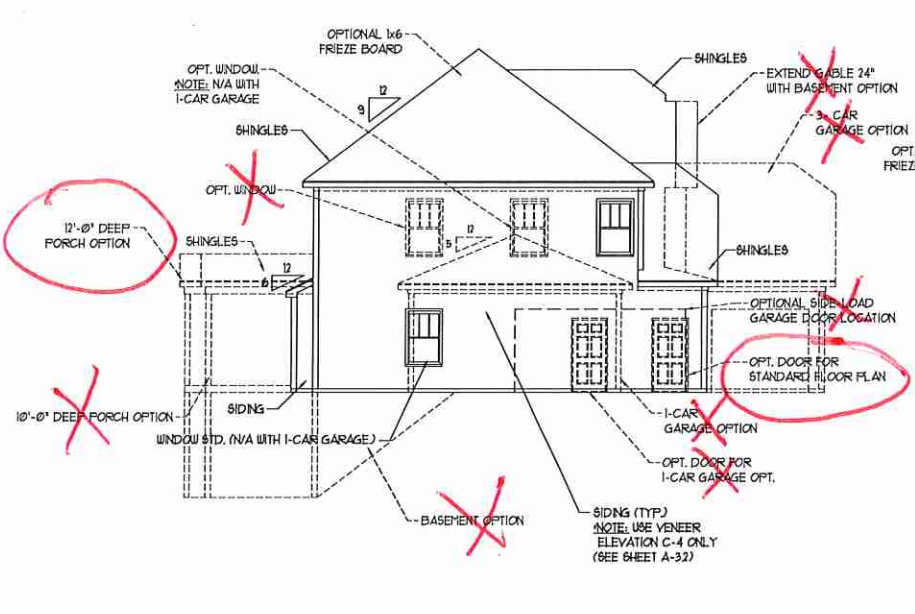 OPTIONAL 1x6
FRIEZE BOARD
OPT. WINDOW
NOTE: N/A WITH
1-CAR GARAGE
SHINGLES
EXTEND GABLE 24"
WITH BASEMENT OPTION
12
9
3-CAR
GARAGE OPTION
SHINGLES
OPT.
OPT. WINDOW
12'-0" DEEP
PORCH OPTION
SHINGLES
12
5
12
SHINGLES
OPTIONAL SIDE-LOAD
GARAGE DOOR LOCATION
OPT. DOOR FOR
STANDARD FLOOR PLAN
10'-0" DEEP PORCH OPTION
SIDING
1-CAR
GARAGE OPTION
WINDOW STD. (N/A WITH 1-CAR GARAGE)
OPT. DOOR FOR
1-CAR GARAGE OPT.
BASEMENT OPTION
SIDING (TYP.)
NOTE: USE VENEER
ELEVATION C-4 ONLY
(SEE SHEET A-3.2)